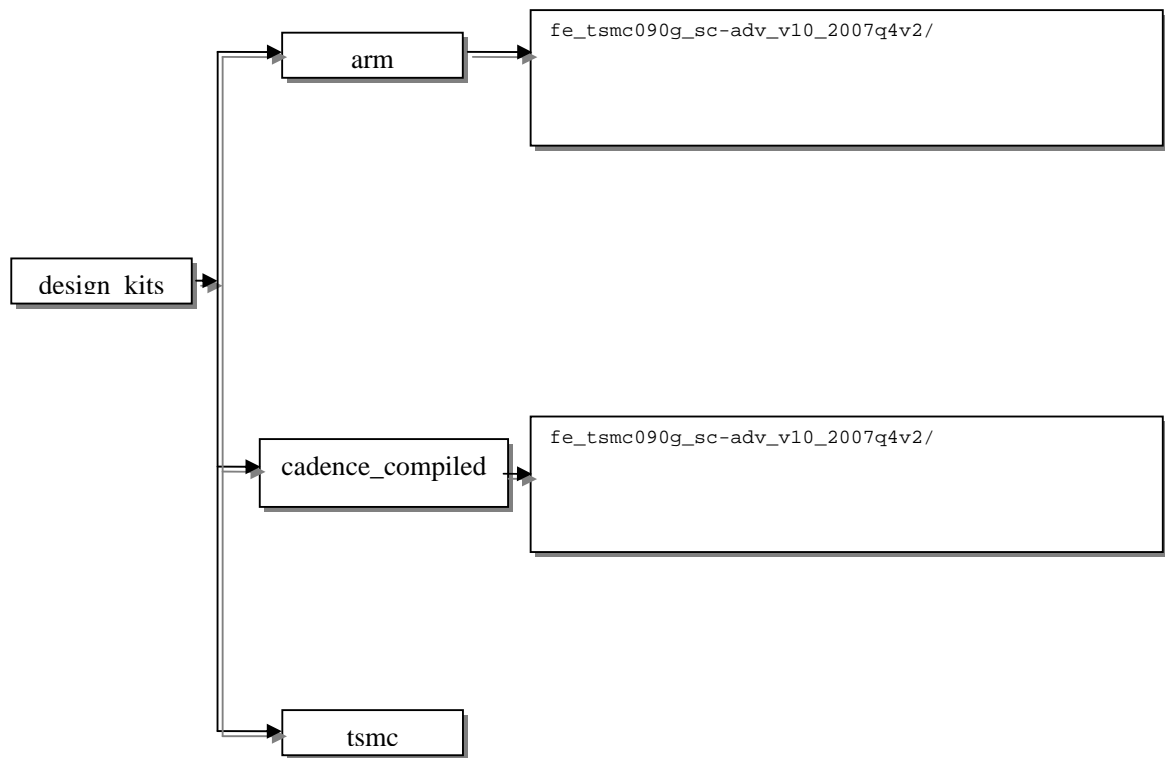 fe_tsmc090g_sc-adv_v10_2007q4v2/
arm
design_kits
fe_tsmc090g_sc-adv_v10_2007q4v2/
cadence_compiled
tsmc